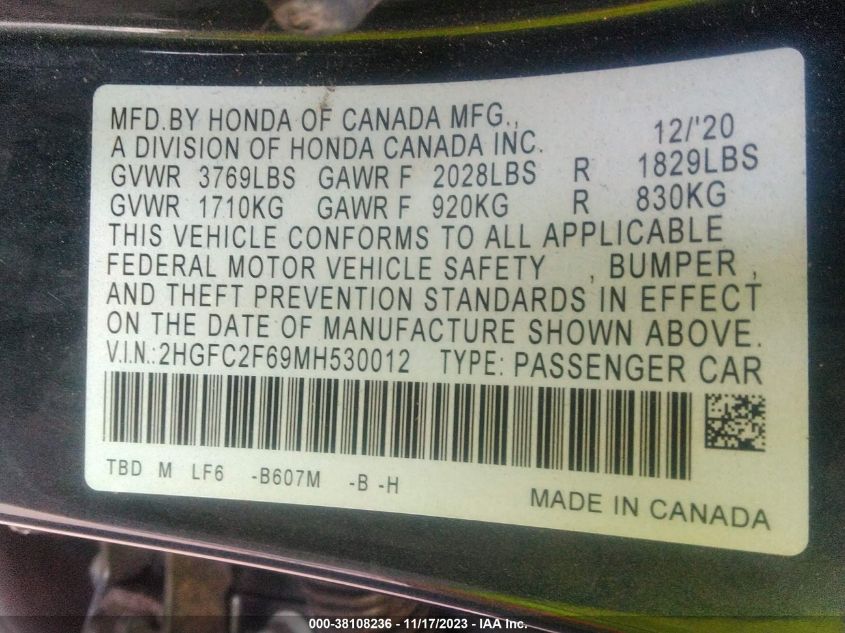 MFD.BY HONDA OF CANADA MFG.,
A DIVISION OF HONDA CANADA INC. 12/'20
GVWR 3769LBS GAWR F 2028LBS R 1829LBS
GVWR 1710KG GAWR F 920KG R 830KG
THIS VEHICLE CONFORMS TO ALL APPLICABLE
FEDERAL MOTOR VEHICLE SAFETY , BUMPER ,
AND THEFT PREVENTION STANDARDS IN EFFECT
ON THE DATE OF MANUFACTURE SHOWN ABOVE.
V.I.N.:2HGFC2F69MH530012 TYPE: PASSENGER CAR
TBD M LF6 -B607M -B -H
MADE IN CANADA
000-38108236 - 11/17/2023 - IAA Inc.